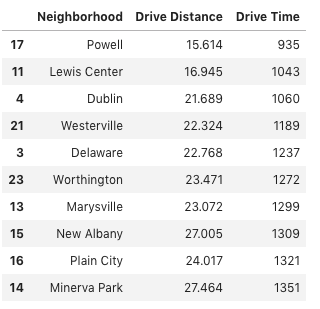 Neighborhood Drive Distance Drive Time
17 Powell 15.614 935
11 Lewis Center 16.945 1043
4 Dublin 21.689 1060
21 Westerville 22.324 1189
3 Delaware 22.768 1237
23 Worthington 23.471 1272
13 Marysville 23.072 1299
15 New Albany 27.005 1309
16 Plain City 24.017 1321
14 Minerva Park 27.464 1351